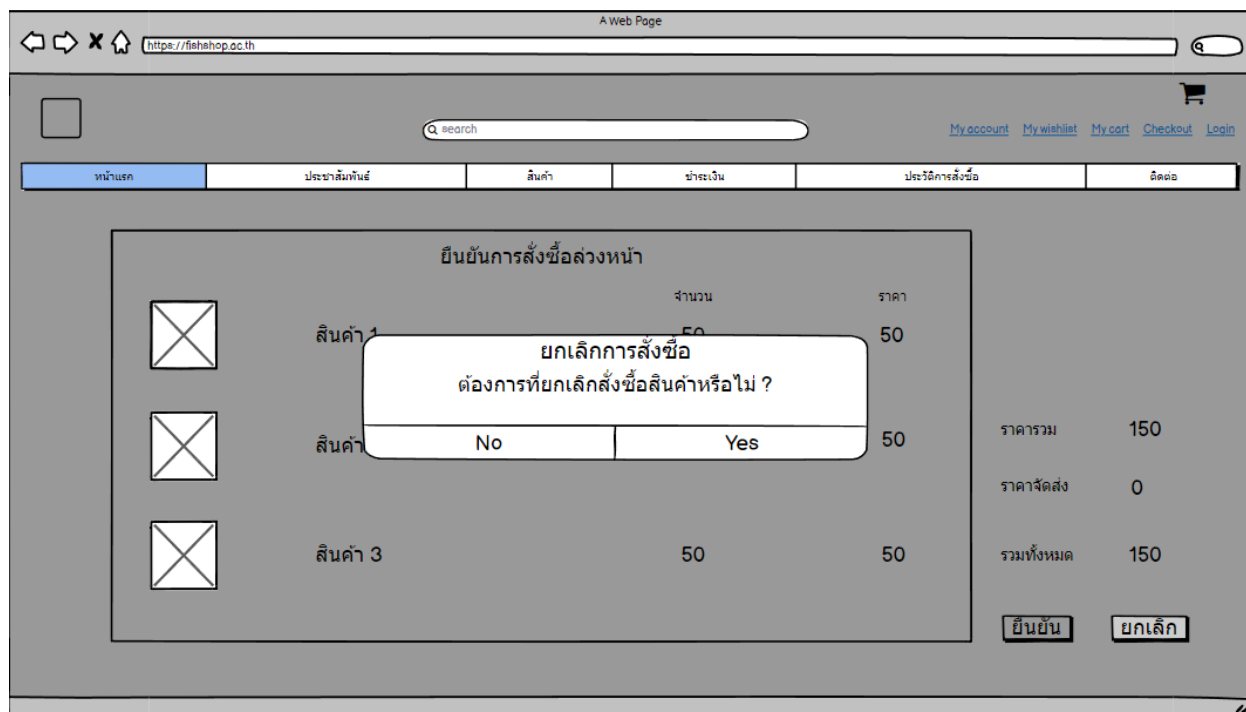 A Web Page
https://fishshop.ac.th
search
My account My wishlist My cart Checkout Login
หน้าแรก ประชาสัมพันธ์ สินค้า ชำระเงิน ประวัติการสั่งซื้อ ติดต่อ
ยืนยันการสั่งซื้อล่วงหน้า
จำนวน ราคา
สินค้า 1 50 50
ยกเลิกการสั่งซื้อ
ต้องการที่ยกเลิกสั่งซื้อสินค้าหรือไม่ ?
No Yes
สินค้า 50
ราคารวม 150
ราคาจัดส่ง 0
สินค้า 3 50 50
รวมทั้งหมด 150
ยืนยัน ยกเลิก